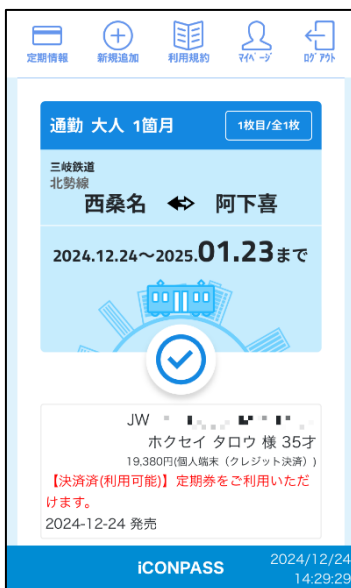 定期情報 新規追加 利用規約 ﾏｲﾍﾟｰｼﾞ ﾛｸﾞｱｳﾄ
通勤 大人 1箇月 1枚目/全1枚
三岐鉄道
北勢線
西桑名 阿下喜
2024.12.24〜2025.01.23まで
JW
ホクセイ タロウ 様 35才
19,380円(個人端末（クレジット決済）)
【決済済(利用可能)】定期券をご利用いただ
けます。
2024-12-24 発売
iCONPASS
2024/12/24
14:29:29